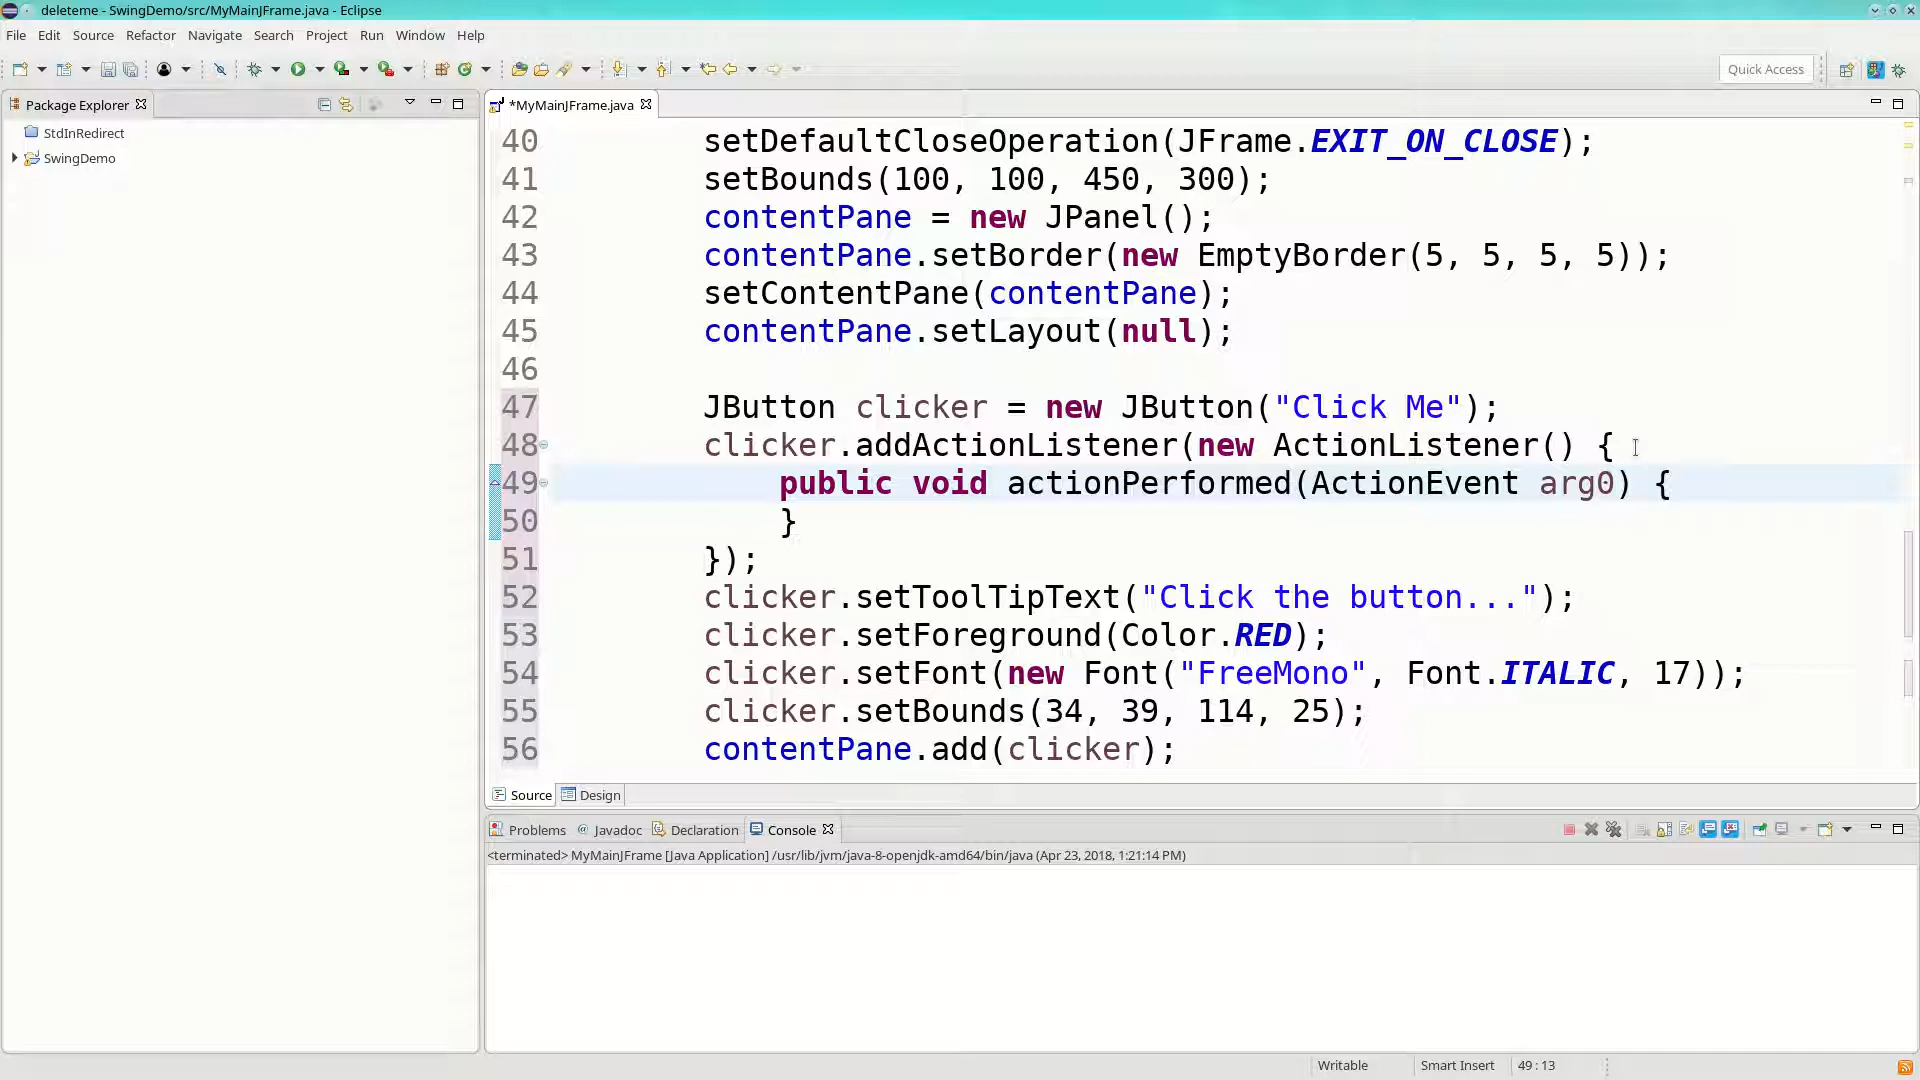 deleteme - SwingDemo/src/MyMainJFrame.java - Eclipse
File Edit Source Refactor Navigate Search Project Run Window Help
Quick Access
Package Explorer
*MyMainJFrame.java
StdInRedirect
SwingDemo
40 setDefaultCloseOperation(JFrame.EXIT_ON_CLOSE);
41 setBounds(100, 100, 450, 300);
42 contentPane = new JPanel();
43 contentPane.setBorder(new EmptyBorder(5, 5, 5, 5));
44 setContentPane(contentPane);
45 contentPane.setLayout(null);
46
47 JButton clicker = new JButton("Click Me");
48 clicker.addActionListener(new ActionListener() {
49 public void actionPerformed(ActionEvent arg0) {
50 }
51 });
52 clicker.setToolTipText("Click the button...");
53 clicker.setForeground(Color.RED);
54 clicker.setFont(new Font("FreeMono", Font.ITALIC, 17));
55 clicker.setBounds(34, 39, 114, 25);
56 contentPane.add(clicker);
Source Design
Problems Javadoc Declaration Console
<terminated> MyMainJFrame [Java Application] /usr/lib/jvm/java-8-openjdk-amd64/bin/java (Apr 23, 2018, 1:21:14 PM)
Writable Smart Insert 49 : 13